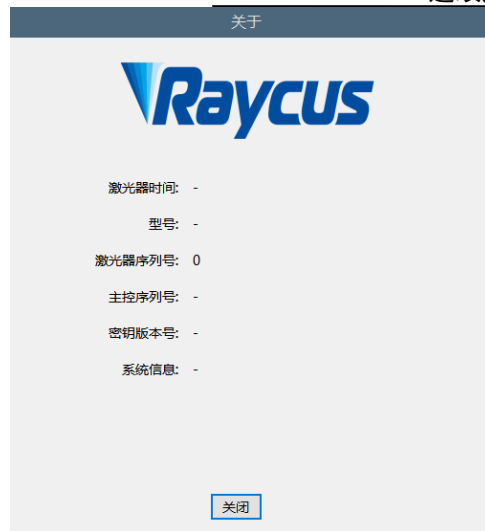 关于
Raycus
激光器时间: -
型号: -
激光器序列号: 0
主控序列号: -
密钥版本号: -
系统信息: -
关闭